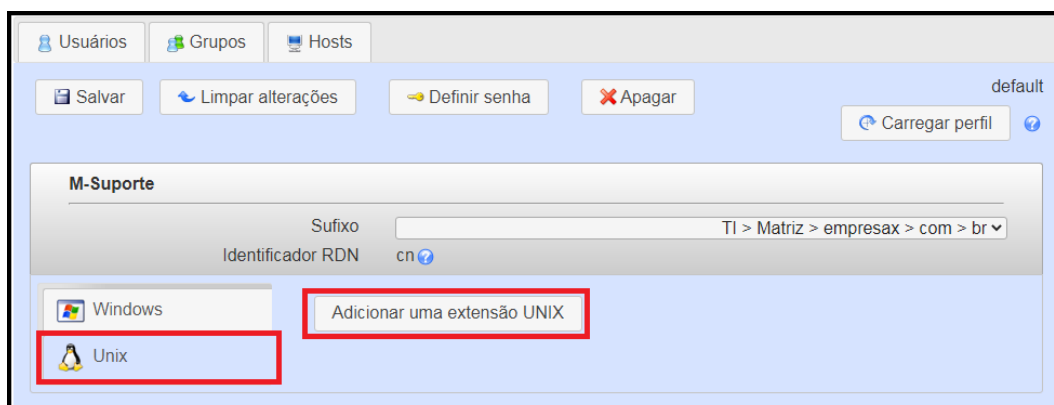 Usuários Grupos Hosts
Salvar Limpar alterações Definir senha Apagar default
Carregar perfil
M-Suporte
Sufixo TI > Matriz > empresax > com > br
Identificador RDN cn
Windows Adicionar uma extensão UNIX
Unix